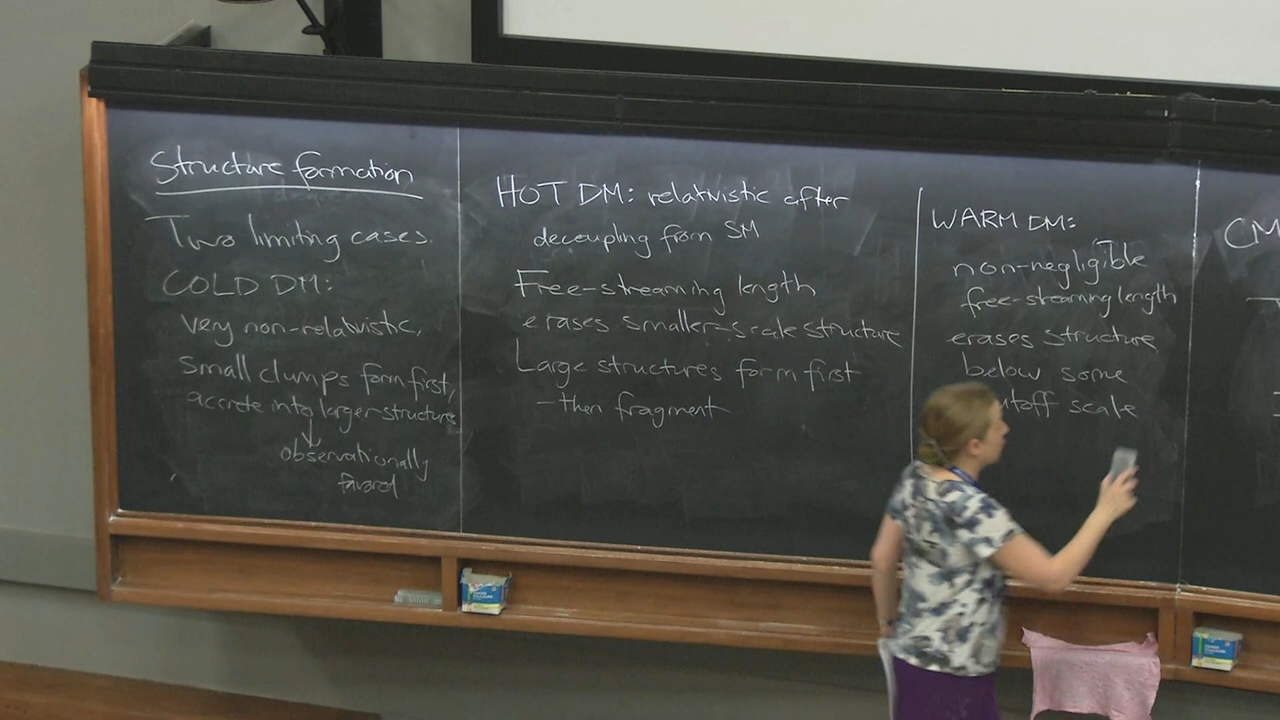 Structure formation
Two limiting cases.
COLD DM:
very non-relativistic,
Small clumps form first,
accrete into larger structures
↓
observationally
favored
HOT DM: relativistic after
decoupling from SM
Free-streaming length
erases smaller-scale structure
Large structures form first
- then fragment
WARM DM:
non-negligible
free-streaming length
erases structure
below some
utoff scale
CM